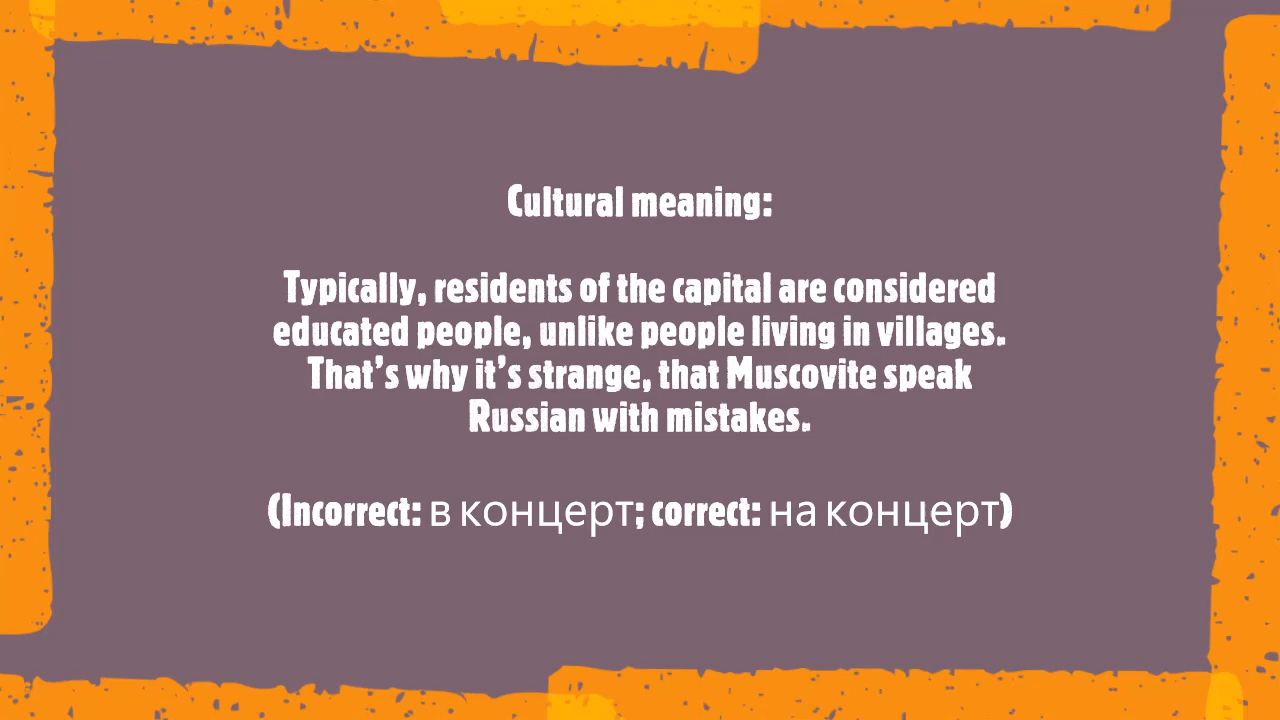 Cultural meaning:
Typically, residents of the capital are considered
educated people, unlike people living in villages.
That's why it's strange, that Muscovite speak
Russian with mistakes.
(Incorrect: в концерт; correct: на концерт)